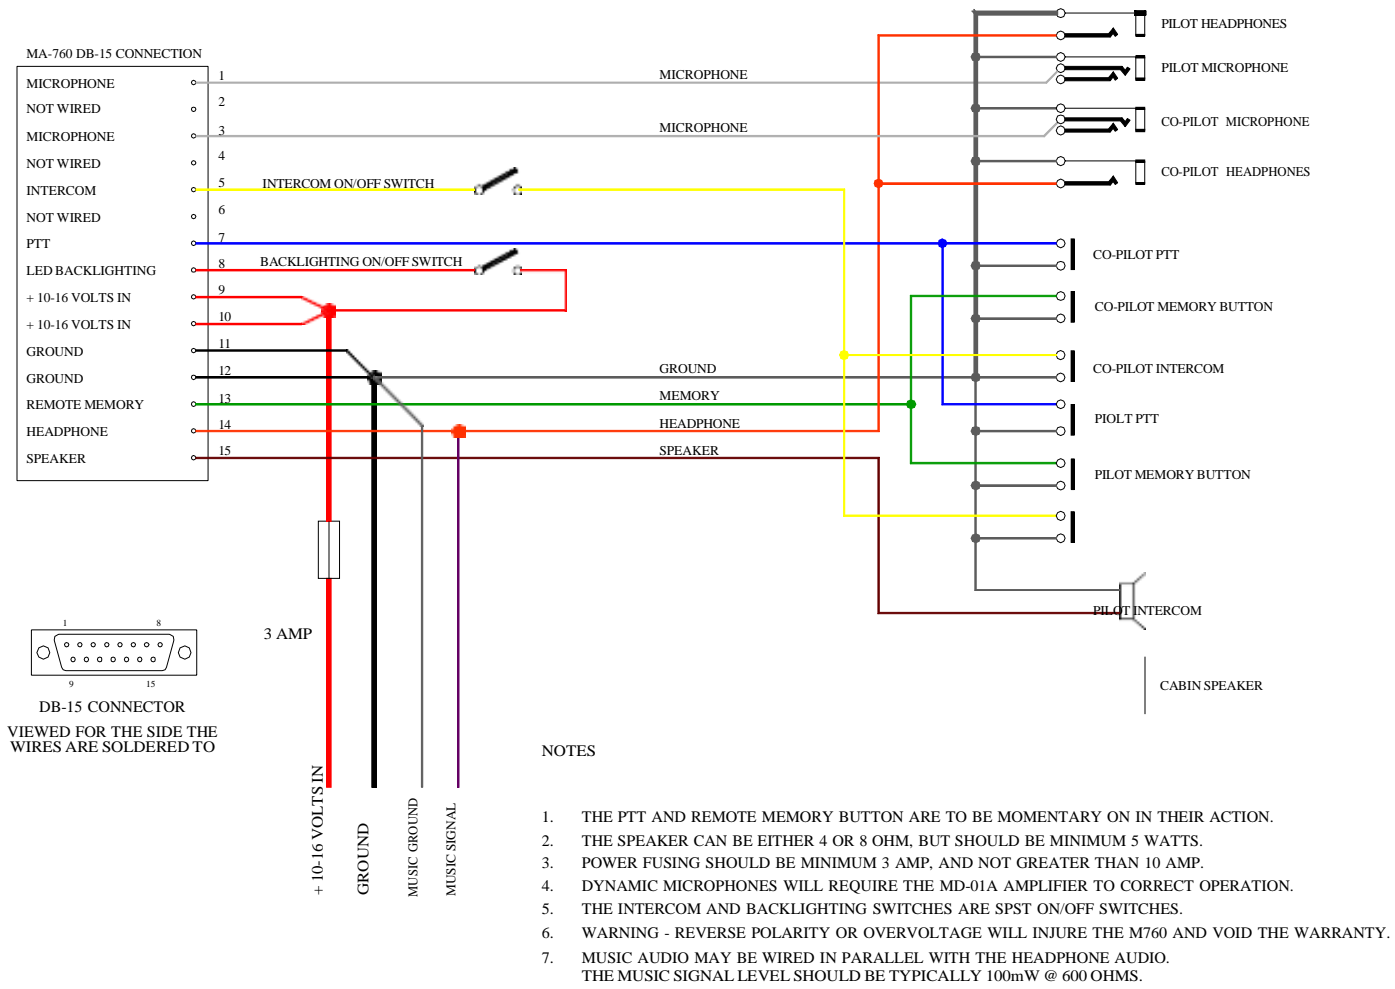 MA-760 DB-15 CONNECTION
MICROPHONE 1
NOT WIRED 2
MICROPHONE 3
NOT WIRED 4
INTERCOM 5
NOT WIRED 6
PTT 7
LED BACKLIGHTING 8
+ 10-16 VOLTS IN 9
+ 10-16 VOLTS IN 10
GROUND 11
GROUND 12
REMOTE MEMORY 13
HEADPHONE 14
SPEAKER 15
MICROPHONE
MICROPHONE
INTERCOM ON/OFF SWITCH
BACKLIGHTING ON/OFF SWITCH
GROUND
MEMORY
HEADPHONE
SPEAKER
PILOT HEADPHONES
PILOT MICROPHONE
CO-PILOT MICROPHONE
CO-PILOT HEADPHONES
CO-PILOT PTT
CO-PILOT MEMORY BUTTON
CO-PILOT INTERCOM
PIOLT PTT
PILOT MEMORY BUTTON
PILOT INTERCOM
CABIN SPEAKER
3 AMP
1 8
9 15
DB-15 CONNECTOR
VIEWED FOR THE SIDE THE
WIRES ARE SOLDERED TO
+ 10-16 VOLTS IN
GROUND
MUSIC GROUND
MUSIC SIGNAL
NOTES
1. THE PTT AND REMOTE MEMORY BUTTON ARE TO BE MOMENTARY ON IN THEIR ACTION.
2. THE SPEAKER CAN BE EITHER 4 OR 8 OHM, BUT SHOULD BE MINIMUM 5 WATTS.
3. POWER FUSING SHOULD BE MINIMUM 3 AMP, AND NOT GREATER THAN 10 AMP.
4. DYNAMIC MICROPHONES WILL REQUIRE THE MD-01A AMPLIFIER TO CORRECT OPERATION.
5. THE INTERCOM AND BACKLIGHTING SWITCHES ARE SPST ON/OFF SWITCHES.
6. WARNING - REVERSE POLARITY OR OVERVOLTAGE WILL INJURE THE M760 AND VOID THE WARRANTY.
7. MUSIC AUDIO MAY BE WIRED IN PARALLEL WITH THE HEADPHONE AUDIO.
THE MUSIC SIGNAL LEVEL SHOULD BE TYPICALLY 100mW @ 600 OHMS.